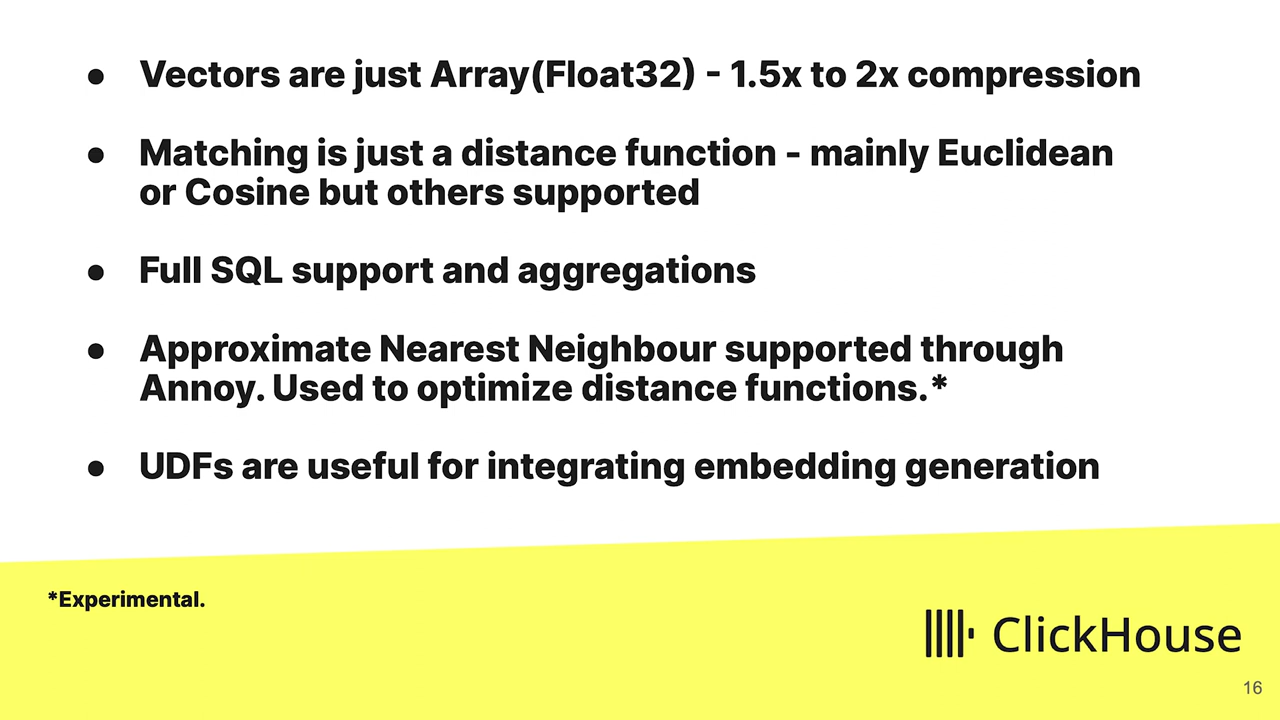 ● Vectors are just Array(Float32) - 1.5x to 2x compression
● Matching is just a distance function - mainly Euclidean
or Cosine but others supported
● Full SQL support and aggregations
● Approximate Nearest Neighbour supported through
Annoy. Used to optimize distance functions.*
● UDFs are useful for integrating embedding generation
*Experimental.
ClickHouse
16